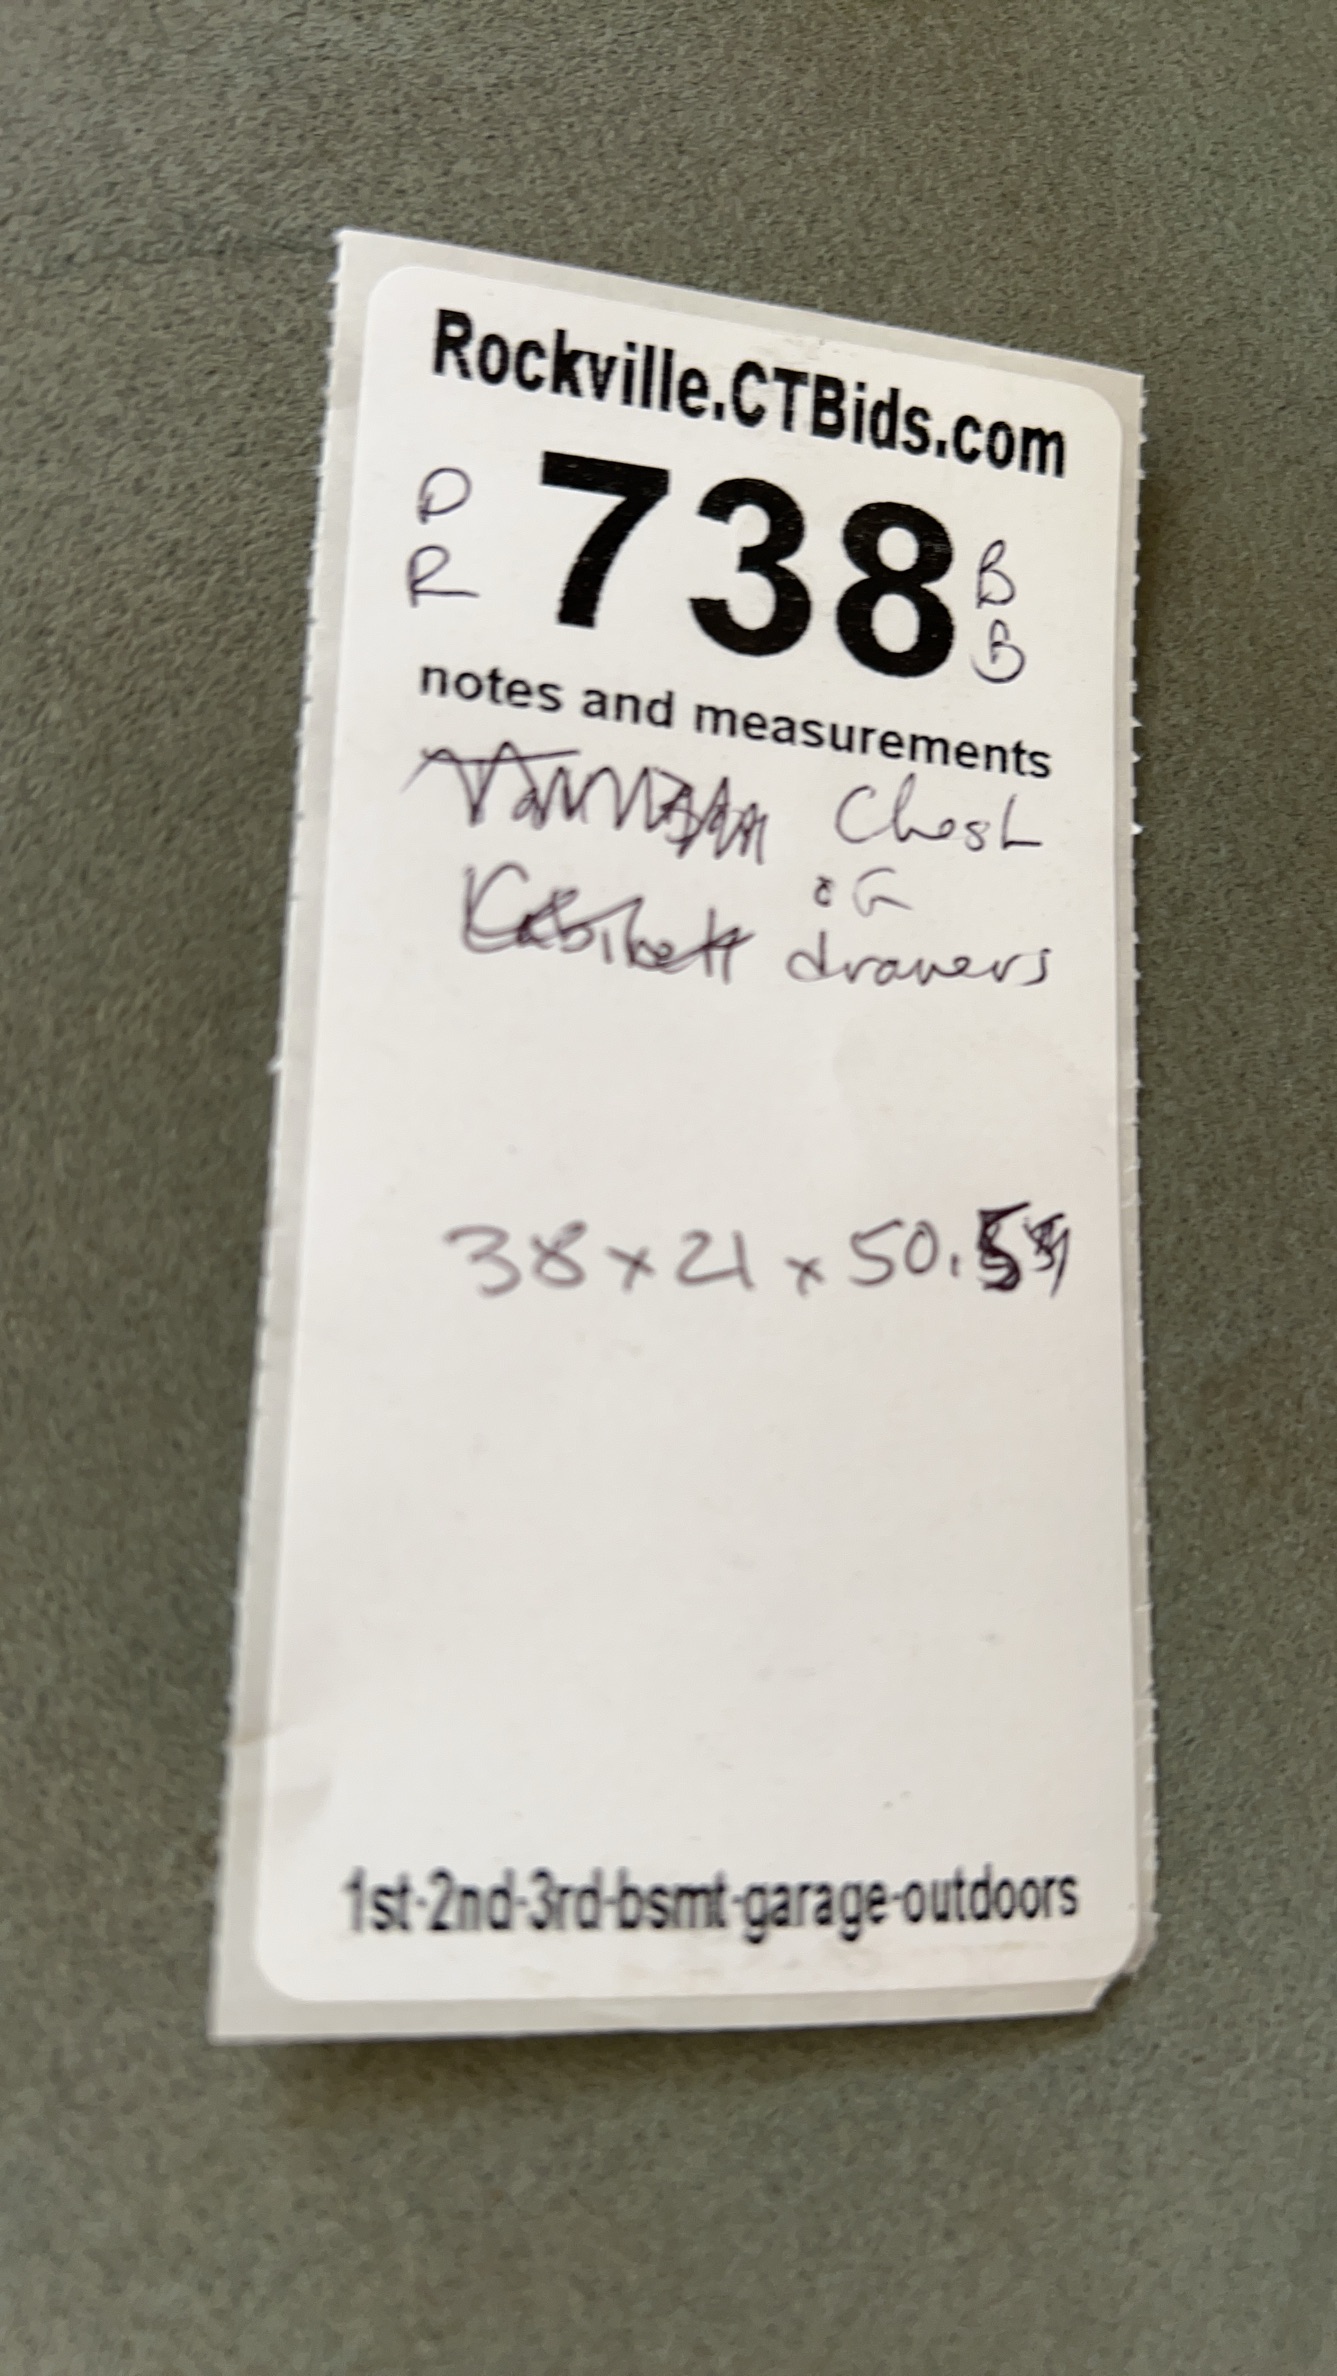 Rockville.CTBids.com
D 738 B
R B
notes and measurements
Chest
of
Cabinett drawers
38 x 21 x 50.5
1st-2nd-3rd-bsmt-garage-outdoors